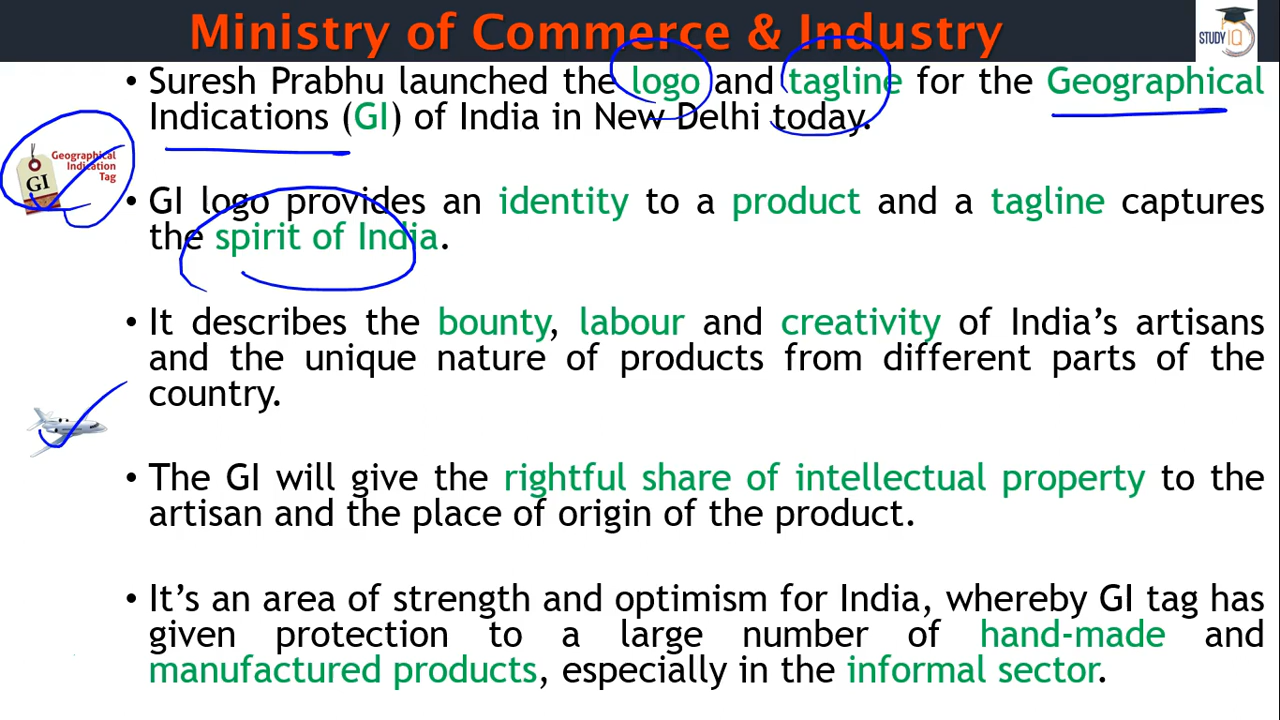 Ministry of Commerce & Industry
STUDY IQ
• Suresh Prabhu launched the logo and tagline for the Geographical
Indications (GI) of India in New Delhi today.
Geographical
Indication
Tag
GI
• GI logo provides an identity to a product and a tagline captures
the spirit of India.
• It describes the bounty, labour and creativity of India’s artisans
and the unique nature of products from different parts of the
country.
• The GI will give the rightful share of intellectual property to the
artisan and the place of origin of the product.
• It’s an area of strength and optimism for India, whereby GI tag has
given protection to a large number of hand-made and
manufactured products, especially in the informal sector.